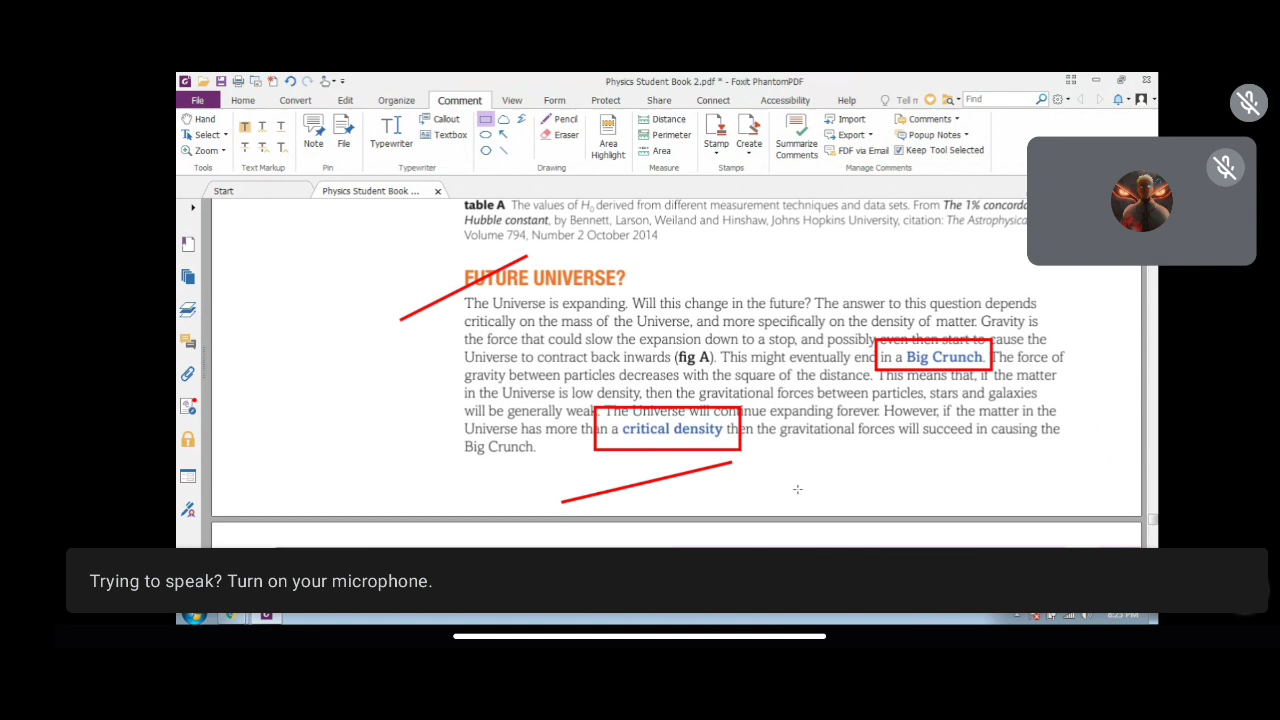 Physics Student Book 2.pdf * - Foxit PhantomPDF
File Home Convert Edit Organize Comment View Form Protect Share Connect Accessibility Help Tell n Find
Hand
Select
Zoom
Tools
Text Markup
Note
File
Typewriter
Callout
Textbox
Typewriter
Pencil
Eraser
Drawing
Area
Highlight
Distance
Perimeter
Area
Measure
Stamp
Create
Stamps
Summarize
Comments
Import
Export
FDF via Email
Comments
Popup Notes
Keep Tool Selected
Manage Comments
Start
Physics Student Book ...
table A The values of H0 derived from different measurement techniques and data sets. From The 1% concorda
Hubble constant, by Bennett, Larson, Weiland and Hinshaw, Johns Hopkins University, citation: The Astrophysica
Volume 794, Number 2 October 2014
FUTURE UNIVERSE?
The Universe is expanding. Will this change in the future? The answer to this question depends
critically on the mass of the Universe, and more specifically on the density of matter. Gravity is
the force that could slow the expansion down to a stop, and possibly even then start to cause the
Universe to contract back inwards (fig A). This might eventually end in a Big Crunch. The force of
gravity between particles decreases with the square of the distance. This means that, if the matter
in the Universe is low density, then the gravitational forces between particles, stars and galaxies
will be generally weak. The Universe will continue expanding forever. However, if the matter in the
Universe has more than a critical density then the gravitational forces will succeed in causing the
Big Crunch.
Trying to speak? Turn on your microphone.